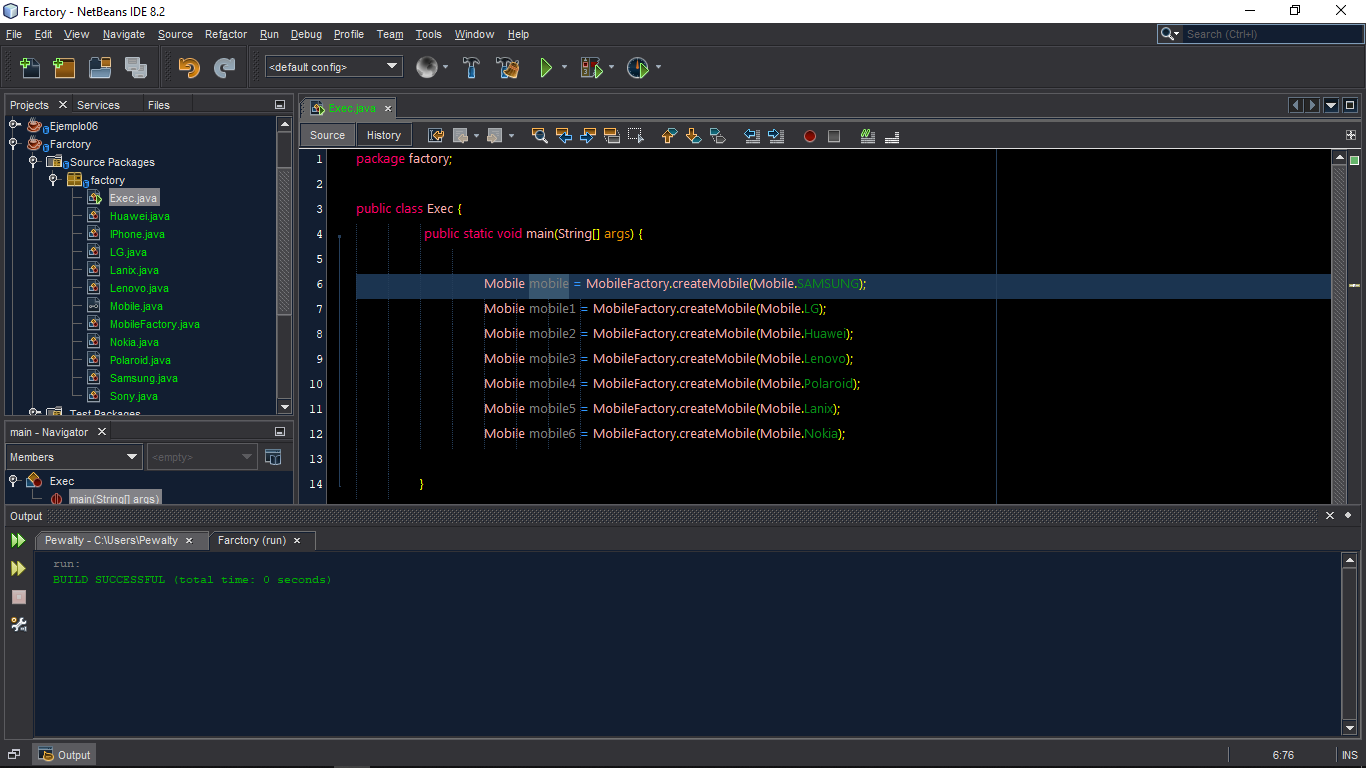 Farctory - NetBeans IDE 8.2
File Edit View Navigate Source Refactor Run Debug Profile Team Tools Window Help
Search (Ctrl+I)
<default config>
Projects Services Files
Ejemplo06
Farctory
Source Packages
factory
Exec.java
Huawei.java
IPhone.java
LG.java
Lanix.java
Lenovo.java
Mobile.java
MobileFactory.java
Nokia.java
Polaroid.java
Samsung.java
Sony.java
Test Packages
main - Navigator
Members <empty>
Exec
main(String[] args)
Exec.java
Source History
1 package factory;
2
3 public class Exec {
4 public static void main(String[] args) {
5
6 Mobile mobile = MobileFactory.createMobile(Mobile.SAMSUNG);
7 Mobile mobile1 = MobileFactory.createMobile(Mobile.LG);
8 Mobile mobile2 = MobileFactory.createMobile(Mobile.Huawei);
9 Mobile mobile3 = MobileFactory.createMobile(Mobile.Lenovo);
10 Mobile mobile4 = MobileFactory.createMobile(Mobile.Polaroid);
11 Mobile mobile5 = MobileFactory.createMobile(Mobile.Lanix);
12 Mobile mobile6 = MobileFactory.createMobile(Mobile.Nokia);
13
14 }
Output
Pewalty - C:\Users\Pewalty Farctory (run)
run:
BUILD SUCCESSFUL (total time: 0 seconds)
Output
6:76 INS